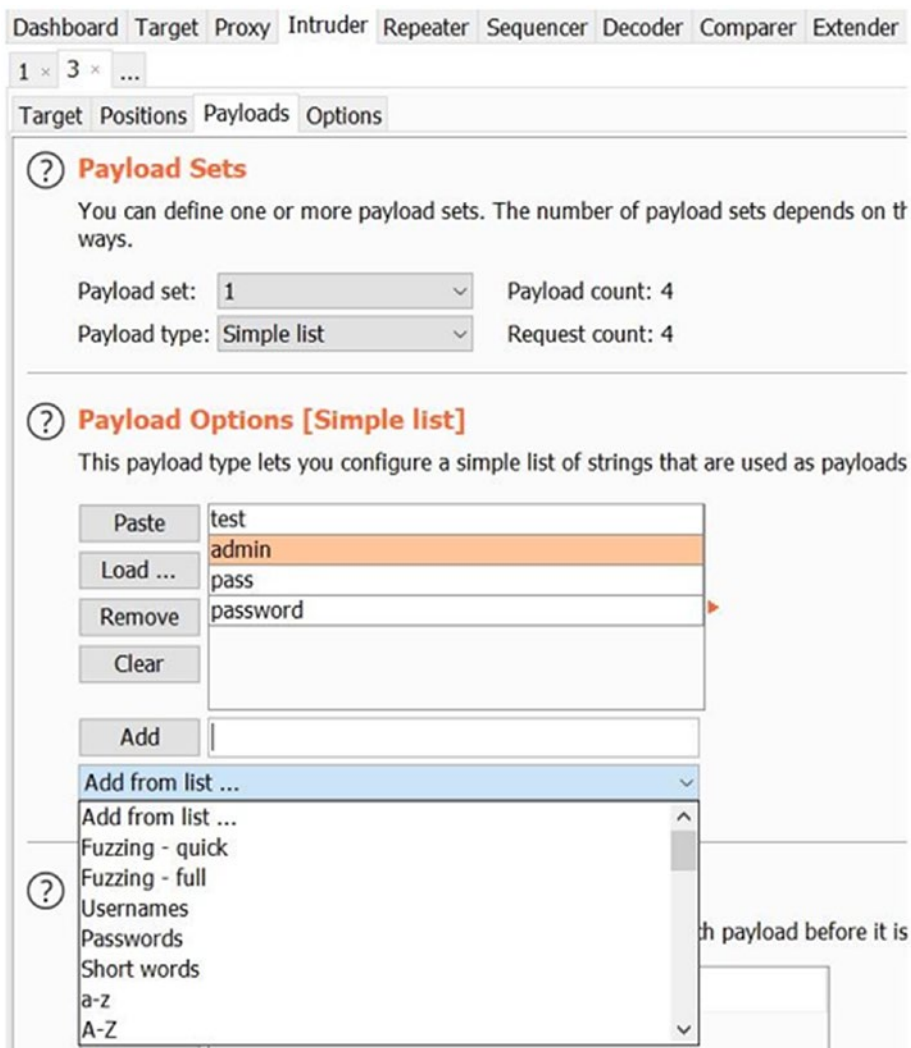 Dashboard Target Proxy Intruder Repeater Sequencer Decoder Comparer Extender
1 × 3 × ...
Target Positions Payloads Options
? Payload Sets
You can define one or more payload sets. The number of payload sets depends on th
ways.
Payload set: 1 Payload count: 4
Payload type: Simple list Request count: 4
? Payload Options [Simple list]
This payload type lets you configure a simple list of strings that are used as payloads
Paste test
admin
Load ... pass
Remove password
Clear
Add
Add from list ...
Add from list ...
Fuzzing - quick
Fuzzing - full
? Usernames
Passwords th payload before it is
Short words
a-z
A-Z